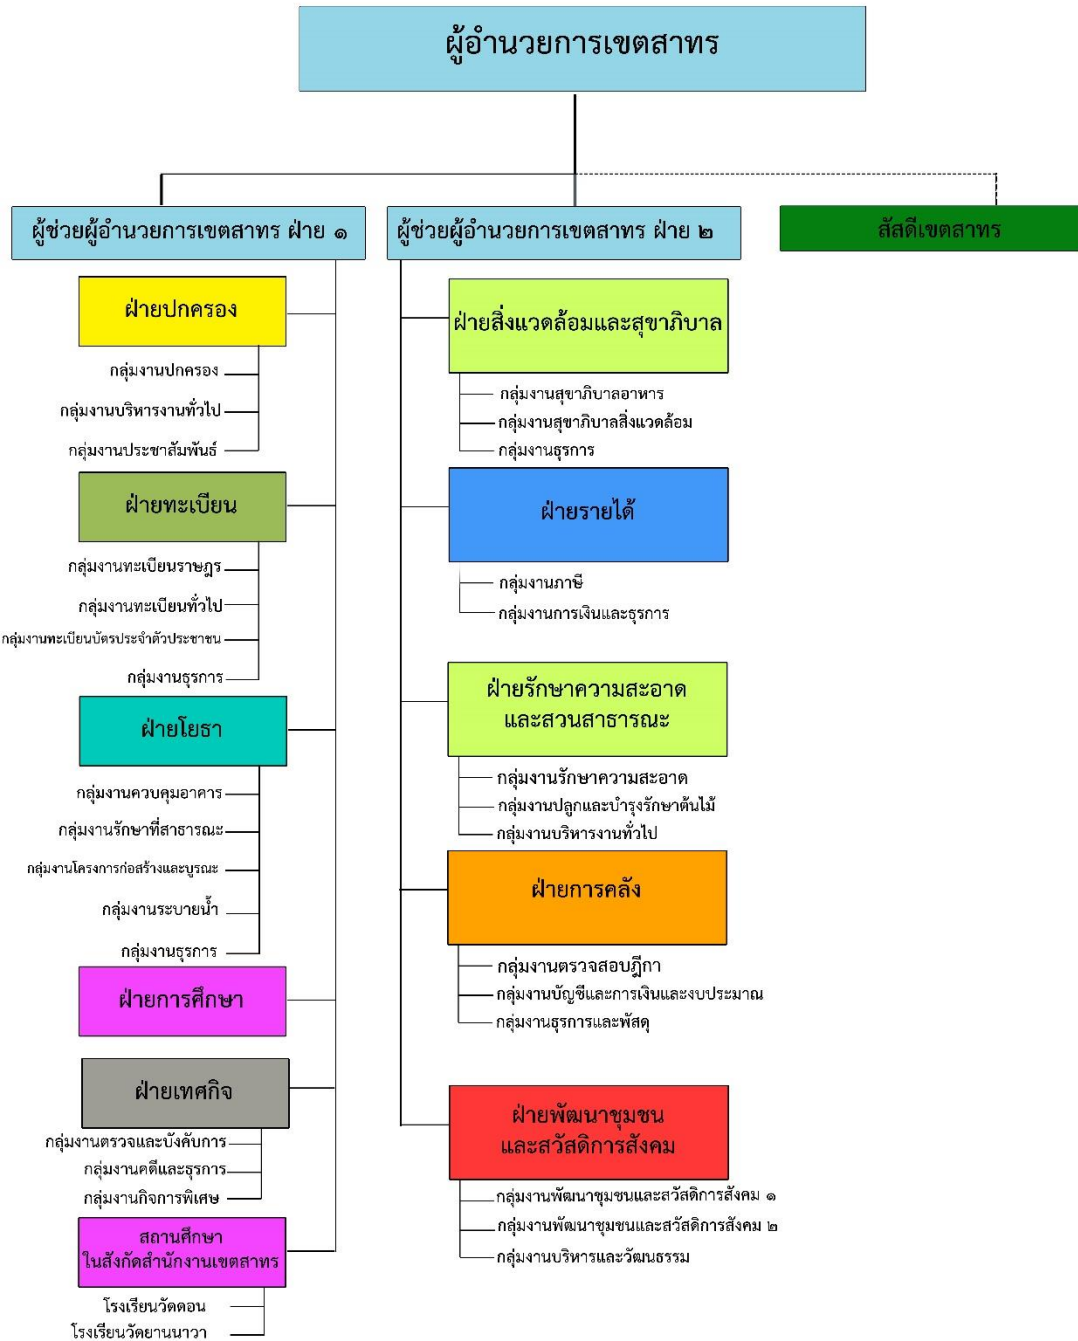 ผู้อำนวยการเขตสาทร
ผู้ช่วยผู้อำนวยการเขตสาทร ฝ่าย ๑
ผู้ช่วยผู้อำนวยการเขตสาทร ฝ่าย ๒
สัสดีเขตสาทร
ฝ่ายปกครอง
กลุ่มงานปกครอง
กลุ่มงานบริหารงานทั่วไป
กลุ่มงานประชาสัมพันธ์
ฝ่ายทะเบียน
กลุ่มงานทะเบียนราษฎร
กลุ่มงานทะเบียนทั่วไป
กลุ่มงานทะเบียนบัตรประจำตัวประชาชน
กลุ่มงานธุรการ
ฝ่ายโยธา
กลุ่มงานควบคุมอาคาร
กลุ่มงานรักษาที่สาธารณะ
กลุ่มงานโครงการก่อสร้างและบูรณะ
กลุ่มงานระบายน้ำ
กลุ่มงานธุรการ
ฝ่ายการศึกษา
ฝ่ายเทศกิจ
กลุ่มงานตรวจและบังคับการ
กลุ่มงานคดีและธุรการ
กลุ่มงานกิจการพิเศษ
สถานศึกษา
ในสังกัดสำนักงานเขตสาทร
โรงเรียนวัดดอน
โรงเรียนวัดยานนาวา
ฝ่ายสิ่งแวดล้อมและสุขาภิบาล
กลุ่มงานสุขาภิบาลอาหาร
กลุ่มงานสุขาภิบาลสิ่งแวดล้อม
กลุ่มงานธุรการ
ฝ่ายรายได้
กลุ่มงานภาษี
กลุ่มงานการเงินและธุรการ
ฝ่ายรักษาความสะอาด
และสวนสาธารณะ
กลุ่มงานรักษาความสะอาด
กลุ่มงานปลูกและบำรุงรักษาต้นไม้
กลุ่มงานบริหารงานทั่วไป
ฝ่ายการคลัง
กลุ่มงานตรวจสอบฎีกา
กลุ่มงานบัญชีและการเงินและงบประมาณ
กลุ่มงานธุรการและพัสดุ
ฝ่ายพัฒนาชุมชน
และสวัสดิการสังคม
กลุ่มงานพัฒนาชุมชนและสวัสดิการสังคม ๑
กลุ่มงานพัฒนาชุมชนและสวัสดิการสังคม ๒
กลุ่มงานบริหารและวัฒนธรรม